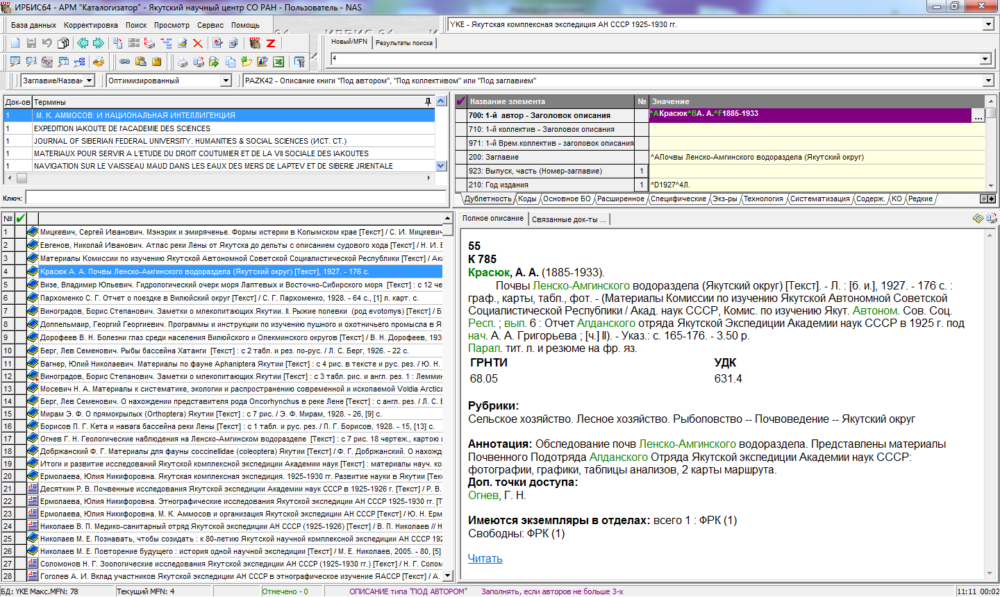 ИРБИС64 - АРМ "Каталогизатор" - Якутский научный центр СО РАН - Пользователь - NAS
База данных Корректировка Поиск Просмотр Сервис Помощь
YKE - Якутская комплексная экспедиция АН СССР 1925-1930 гг.
Новый/MFN Результаты поиска
4
Заглавие/Назван Оптимизированный PAZK42 - Описание книги "Под автором", "Под коллективом" или "Под заглавием"
Док-ов Термины
1 М. К. АММОСОВ: И НАЦИОНАЛЬНАЯ ИНТЕЛЛИГЕНЦИЯ
1 EXPEDITION IAKOUTE DE l'ACADEMIE DES SCIENCES
1 JOURNAL OF SIBERIAN FEDERAL UNIVERSITY. HUMANITIES & SOCIAL SCIENCES (ИСТ. СТ.)
1 MATERIAUX POUR SERVIR A L'ETUDE DU DROIT COUTUMIER ET DE LA VII SOCIALE DES IAKOUTES
1 NAVIGATION SUR LE VAISSEAU MAUD DANS LES EAUX DES MERS DE LAPTEV ET DE SIBERIE JRIENTALE
Ключ:
Название элемента № Значение
700: 1-й автор - Заголовок описания ^AКрасюк^BА. А.^F1885-1933 ...
710: 1-й коллектив - Заголовок описания
971: 1-й Врем.коллектив - заголовок описания
200: Заглавие ^AПочвы Ленско-Амгинского водораздела (Якутский округ)
923: Выпуск, часть (Номер-заглавие) 1
210: Год издания 1 ^D1927^4Л.
Дублетность Коды Основное БО Расширенное Специфические Экз-ры Технология Систематизация Содерж. КО Редкие
№
1 Мицкевич, Сергей Иванович. Мэнэрик и эмиряченье. Формы истерии в Колымском крае [Текст] / С. И. Мицкевич
2 Евгенов, Николай Иванович. Атлас реки Лены от Якутска до дельты с описанием судового хода [Текст] / Н. И. Е
3 Материалы Комиссии по изучению Якутской Автономной Советской Социалистической Республики [Текст] / Ака
4 Красюк А. А. Почвы Ленско-Амгинского водораздела (Якутский округ) [Текст], 1927. - 176 с.
5 Визе, Владимир Юльевич. Гидрологический очерк моря Лаптевых и Восточно-Сибирского моря [Текст] : с 12 че
6 Пархоменко С. Г. Отчет о поездке в Вилюйский округ [Текст] / С. Г. Пархоменко, 1928. - 64 с., [1] л. карт. с.
7 Виноградов, Борис Степанович. Заметки о млекопитающих Якутии. II. Рыжие полевки (род evotomys) [Текст] / Б
8 Доппельмаир, Георгий Георгиевич. Программы и инструкции по изучению пушного и охотничьего промысла в Я
9 Дорофеев В. Н. Болезни глаз среди населения Вилюйского и Олекминского округов [Текст] / В. Н. Дорофеев, 193
10 Берг, Лев Семенович. Рыбы бассейна Хатанги [Текст] : с 2 табл. и рез. по-рус. / Л. С. Берг, 1926. - 22 с.
11 Вагнер, Юлий Николаевич. Материалы по фауне Aphaniptera Якутии [Текст] : с 4 рис. в тексте и рус. рез. / Ю. Н.
12 Виноградов, Борис Степанович. Заметки о млекопитающих Якутии [Текст] : с 3 табл. рис. и англ. рез. 1 : Леммин
13 Мосевич Н. А. Материалы к систематике, экологии и распространению современной и ископаемой Voldia Arctica
14 Берг, Лев Семенович. О нахождении представителя рода Oncorhynchus в реке Лене [Текст] : с англ. рез. / Л. С. Б
15 Мирам Э. Ф. О прямокрылых (Orthoptera) Якутии [Текст] : с 7 рис. / Э. Ф. Мирам, 1928. - 26, [9] с.
16 Борисов П. Г. Кета и навага бассейна реки Лены [Текст] : с 1 табл. и рус. рез. / П. Г. Борисов, 1928. - 15, [13] с.
17 Огнев Г. Н. Геологические наблюдения на Ленско-Амгинском водоразделе [Текст] : с 7 рис. 18 чертеж., картою и
18 Добржанский Ф. Г. Материалы для фауны coccinellidae (coleoptera) Якутии [Текст] / Ф. Г. Добржанский. О нахожд
19 Итоги и развитие исследований Якутской комплексной экспедиции Академии наук [Текст] : материалы науч. ко
20 Ермолаева, Юлия Никифоровна. Якутская комплексная экспедиция. 1925-1930 гг. Развитие науки в Якутии [Тек
21 Десяткин Р. В. Почвенные исследования Якутской экспедиции Академии наук СССР в 1925-1926 г. [Текст] / Р. В.
22 Ермолаева, Юлия Никифоровна. Этнографические исследования Якутской экспедиции АН СССР 1925-1930 гг. [Т
23 Ермолаева, Юлия Никифоровна. М. К. Аммосов и организация Якутской экспедиции АН СССР [Текст] / Ю. Н. Ерм
24 Николаев В. П. Медико-санитарный отряд Якутской экспедиции АН СССР (1925-1926) [Текст] / В. П. Николаев // Н
25 Николаев М. Е. Познавать, чтобы созидать : к 80-летию Якутской научной комплексной экспедиции АН СССР 192
26 Николаев М. Е. Повторение будущего : история одной научной экспедиции [Текст] / М. Е. Николаев, 2005. - 80, [5]
27 Соломонов Н. Г. Зоологические исследования Якутской экспедиции АН СССР (1925-1930 гг.) [Текст] / Н. Г. Солом
28 Гоголев А. И. Вклад участников Якутской экспедиции АН СССР в этнографическое изучение ЯАССР [Текст] / А.
Полное описание Связанные док-ты ...
55
К 785
Красюк, А. А. (1885-1933).
Почвы Ленско-Амгинского водораздела (Якутский округ) [Текст]. - Л. : [б. и.], 1927. - 176 с. :
граф., карты, табл., фот. - (Материалы Комиссии по изучению Якутской Автономной Советской
Социалистической Республики / Акад. наук СССР, Комис. по изучению Якут. Автоном. Сов. Соц.
Респ. ; вып. 6 : Отчет Алданского отряда Якутской Экспедиции Академии наук СССР в 1925 г. под
нач. А. А. Григорьева ; [ч.] II). - Указ.: с. 165-176. - 3.50 р.
Парал. тит. л. и резюме на фр. яз.
ГРНТИ УДК
68.05 631.4
Рубрики:
Сельское хозяйство. Лесное хозяйство. Рыболовство -- Почвоведение -- Якутский округ
Аннотация: Обследование почв Ленско-Амгинского водораздела. Представлены материалы
Почвенного Подотряда Алданского Отряда Якутской экспедиции Академии наук СССР:
фотографии, графики, таблицы анализов, 2 карты маршрута.
Доп. точки доступа:
Огнев, Г. Н.
Имеются экземпляры в отделах: всего 1 : ФРК (1)
Свободны: ФРК (1)
Читать
БД: YKE Макс.MFN: 78 Текущий MFN: 4 Отмечено - 0 ОПИСАНИЕ типа "ПОД АВТОРОМ" Заполнять, если авторов не больше 3-х 11:11 00:02